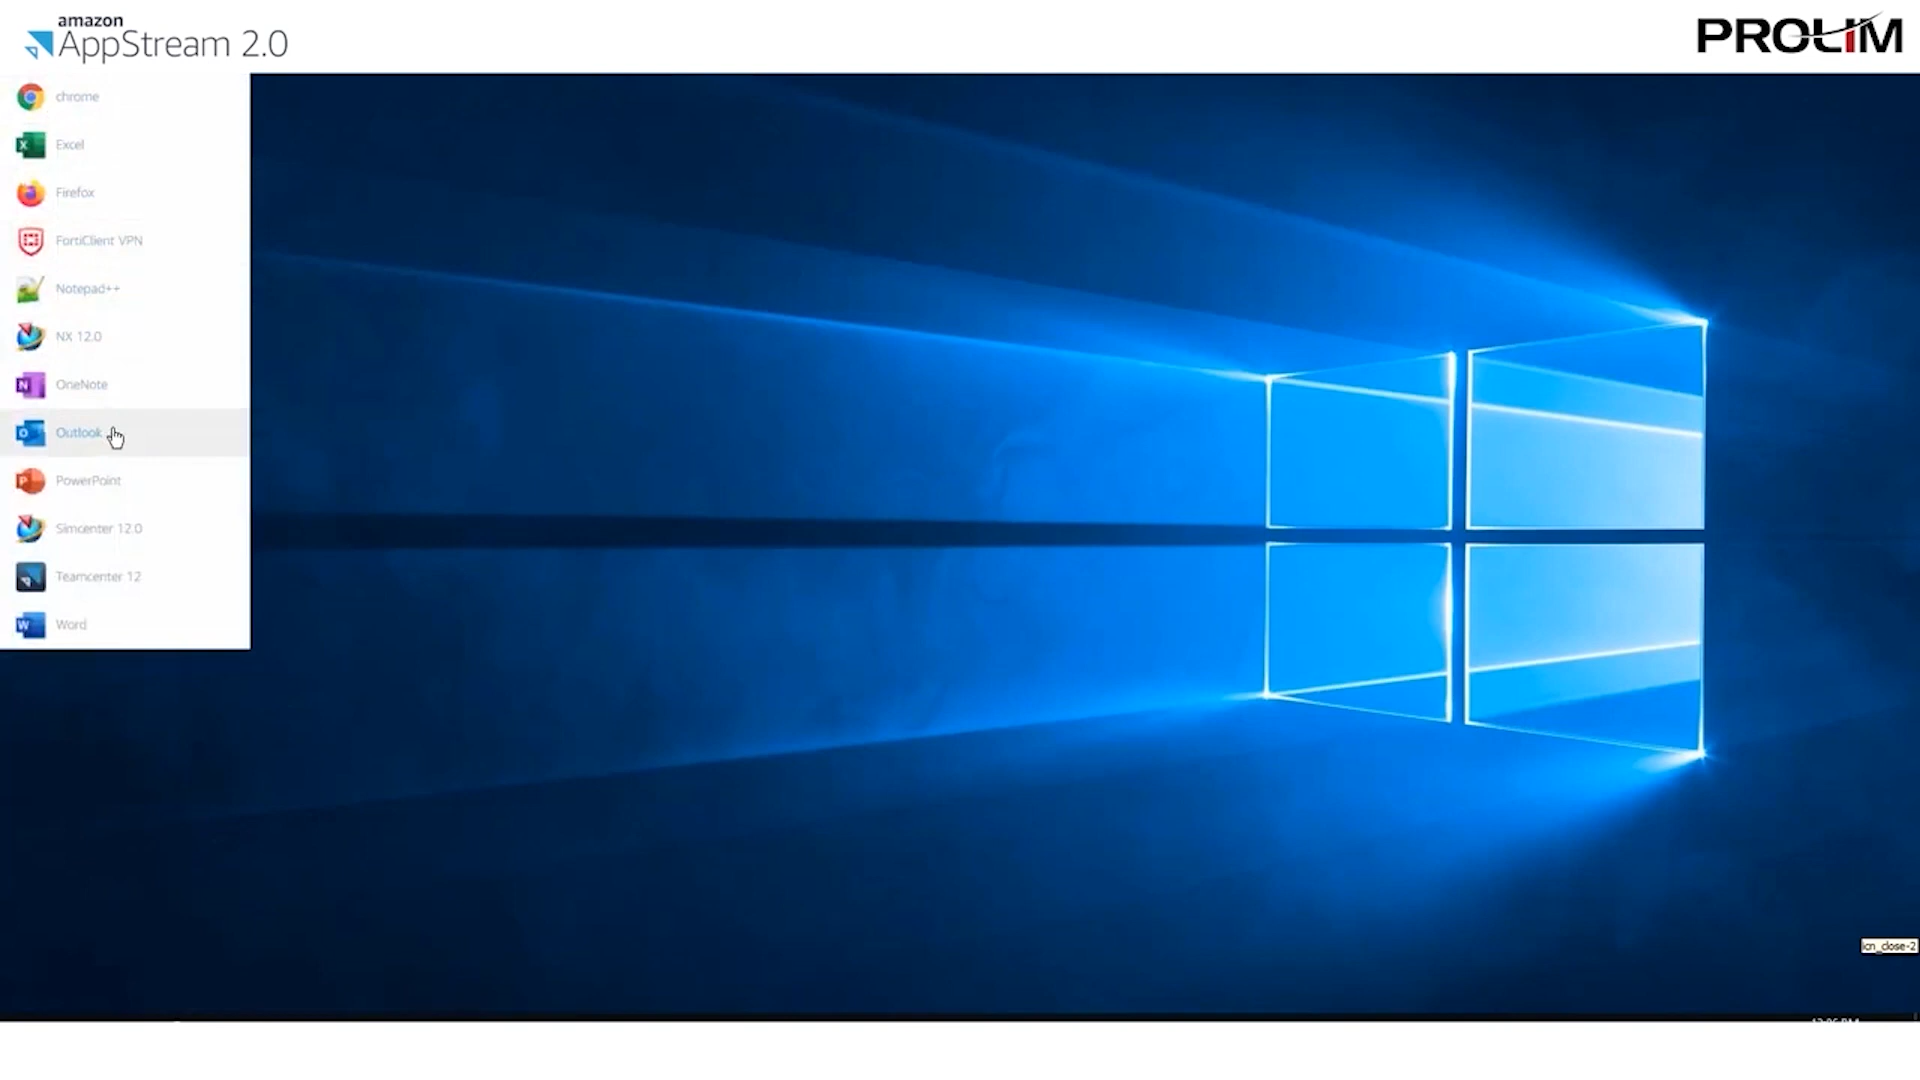 amazon
AppStream 2.0
PROLIM
chrome
Excel
Firefox
FortiClient VPN
Notepad++
NX 12.0
OneNote
Outlook
PowerPoint
Simcenter 12.0
Teamcenter 12
Word
icn_close-2